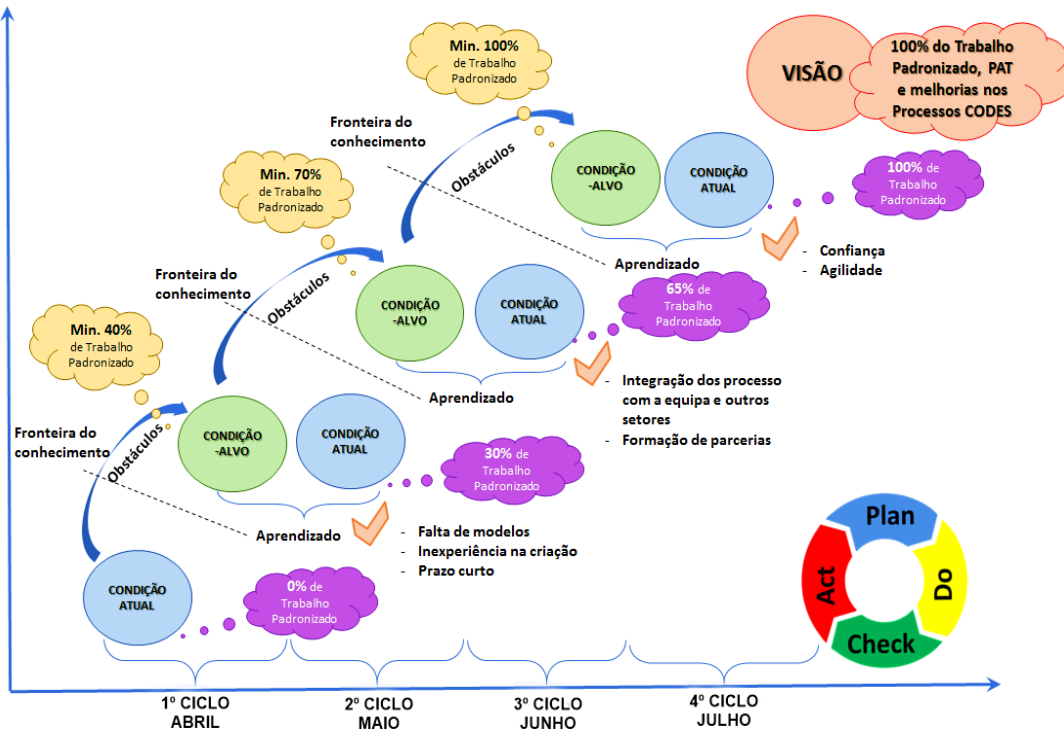 Min. 100%
de Trabalho
Padronizado
VISÃO
100% do Trabalho
Padronizado, PAT
e melhorias nos
Processos CODES
Fronteira do
conhecimento
Obstáculos
CONDIÇÃO
-ALVO
CONDIÇÃO
ATUAL
100% de
Trabalho
Padronizado
Aprendizado
- Confiança
- Agilidade
Min. 70%
de Trabalho
Padronizado
Fronteira do
conhecimento
Obstáculos
CONDIÇÃO
-ALVO
CONDIÇÃO
ATUAL
65% de
Trabalho
Padronizado
Aprendizado
- Integração dos processo
com a equipa e outros
setores
- Formação de parcerias
Min. 40%
de Trabalho
Padronizado
Fronteira do
conhecimento
Obstáculos
CONDIÇÃO
-ALVO
CONDIÇÃO
ATUAL
30% de
Trabalho
Padronizado
Aprendizado
- Falta de modelos
- Inexperiência na criação
- Prazo curto
CONDIÇÃO
ATUAL
0% de
Trabalho
Padronizado
Plan
Do
Check
Act
1º CICLO
ABRIL
2º CICLO
MAIO
3º CICLO
JUNHO
4º CICLO
JULHO